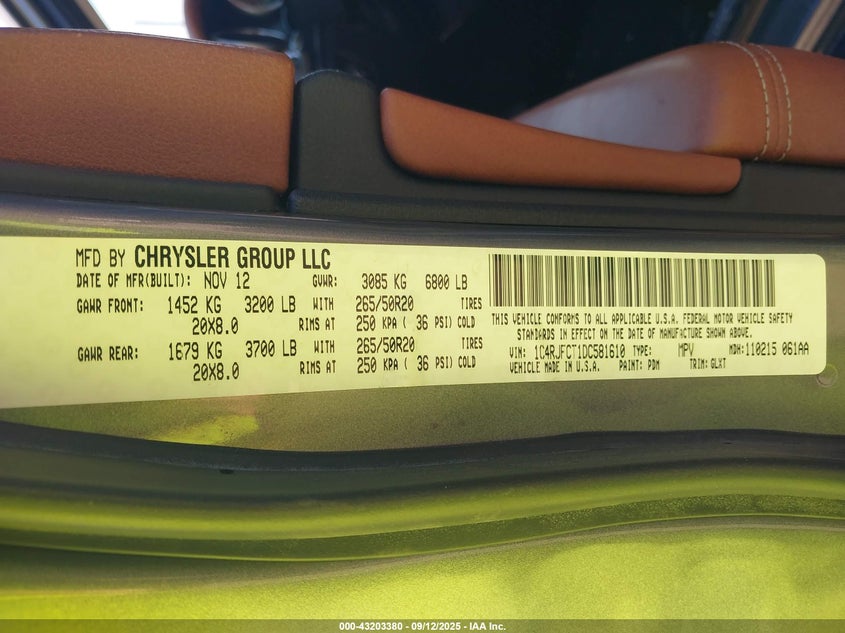 MFD BY CHRYSLER GROUP LLC
DATE OF MFR(BUILT): NOV 12 GVWR: 3085 KG 6800 LB
GAWR FRONT: 1452 KG 3200 LB WITH 265/50R20 TIRES
20X8.0 RIMS AT 250 KPA ( 36 PSI) COLD
GAWR REAR: 1679 KG 3700 LB WITH 265/50R20 TIRES
20X8.0 RIMS AT 250 KPA ( 36 PSI) COLD
THIS VEHICLE CONFORMS TO ALL APPLICABLE U.S.A. FEDERAL MOTOR VEHICLE SAFETY
STANDARDS IN EFFECT ON THE DATE OF MANUFACTURE SHOWN ABOVE.
VIN: 1C4RJFCT1DC581610 TYPE: MPV MDH: 110215 061AA
VEHICLE MADE IN U.S.A. PAINT: PDM TRIM: GLXT
000-43203380 - 09/12/2025 - IAA Inc.